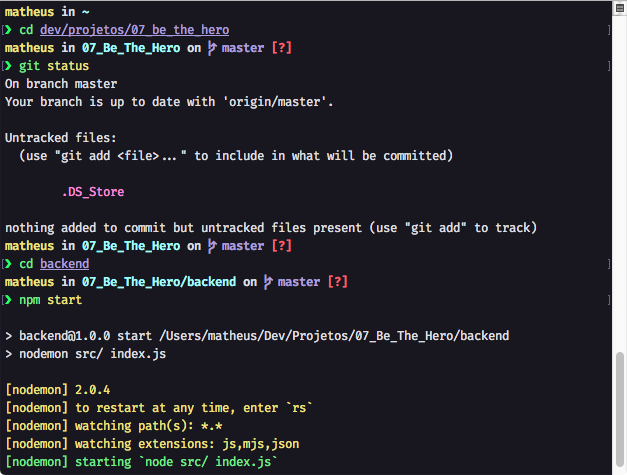 matheus in ~
❯ cd dev/projetos/07_be_the_hero
matheus in 07_Be_The_Hero on master [?]
❯ git status
On branch master
Your branch is up to date with 'origin/master'.
Untracked files:
(use "git add <file>..." to include in what will be committed)
.DS_Store
nothing added to commit but untracked files present (use "git add" to track)
matheus in 07_Be_The_Hero on master [?]
❯ cd backend
matheus in 07_Be_The_Hero/backend on master [?]
❯ npm start
> backend@1.0.0 start /Users/matheus/Dev/Projetos/07_Be_The_Hero/backend
> nodemon src/ index.js
[nodemon] 2.0.4
[nodemon] to restart at any time, enter `rs`
[nodemon] watching path(s): *.*
[nodemon] watching extensions: js,mjs,json
[nodemon] starting `node src/ index.js`